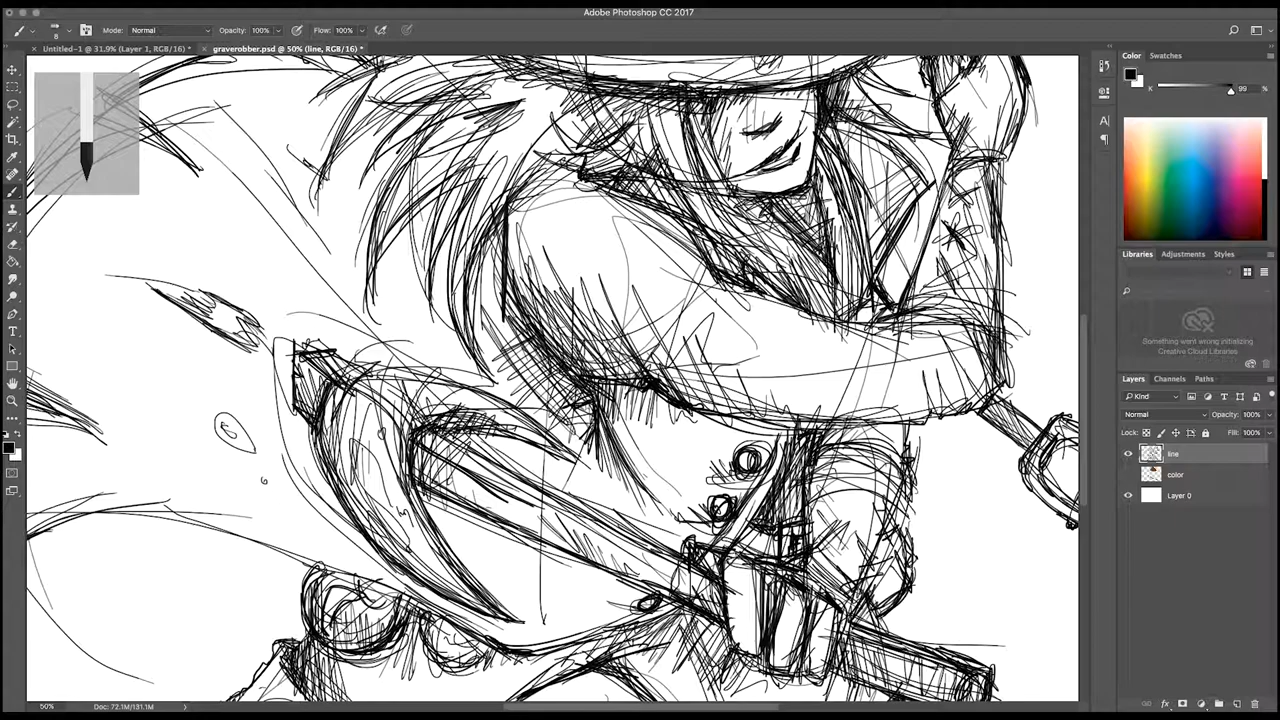 Adobe Photoshop CC 2017
8 Mode: Normal Opacity: 100% Flow: 100%
Untitled-1 @ 31.9% (Layer 1, RGB/16) * graverobber.psd @ 50% (line, RGB/16) *
Color Swatches
K 99 %
Libraries Adjustments Styles
Something went wrong initializing
Creative Cloud Libraries
Layers Channels Paths
Kind
Normal Opacity: 100%
Lock: Fill: 100%
line
color
Layer 0
50% Doc: 72.1M/131.1M